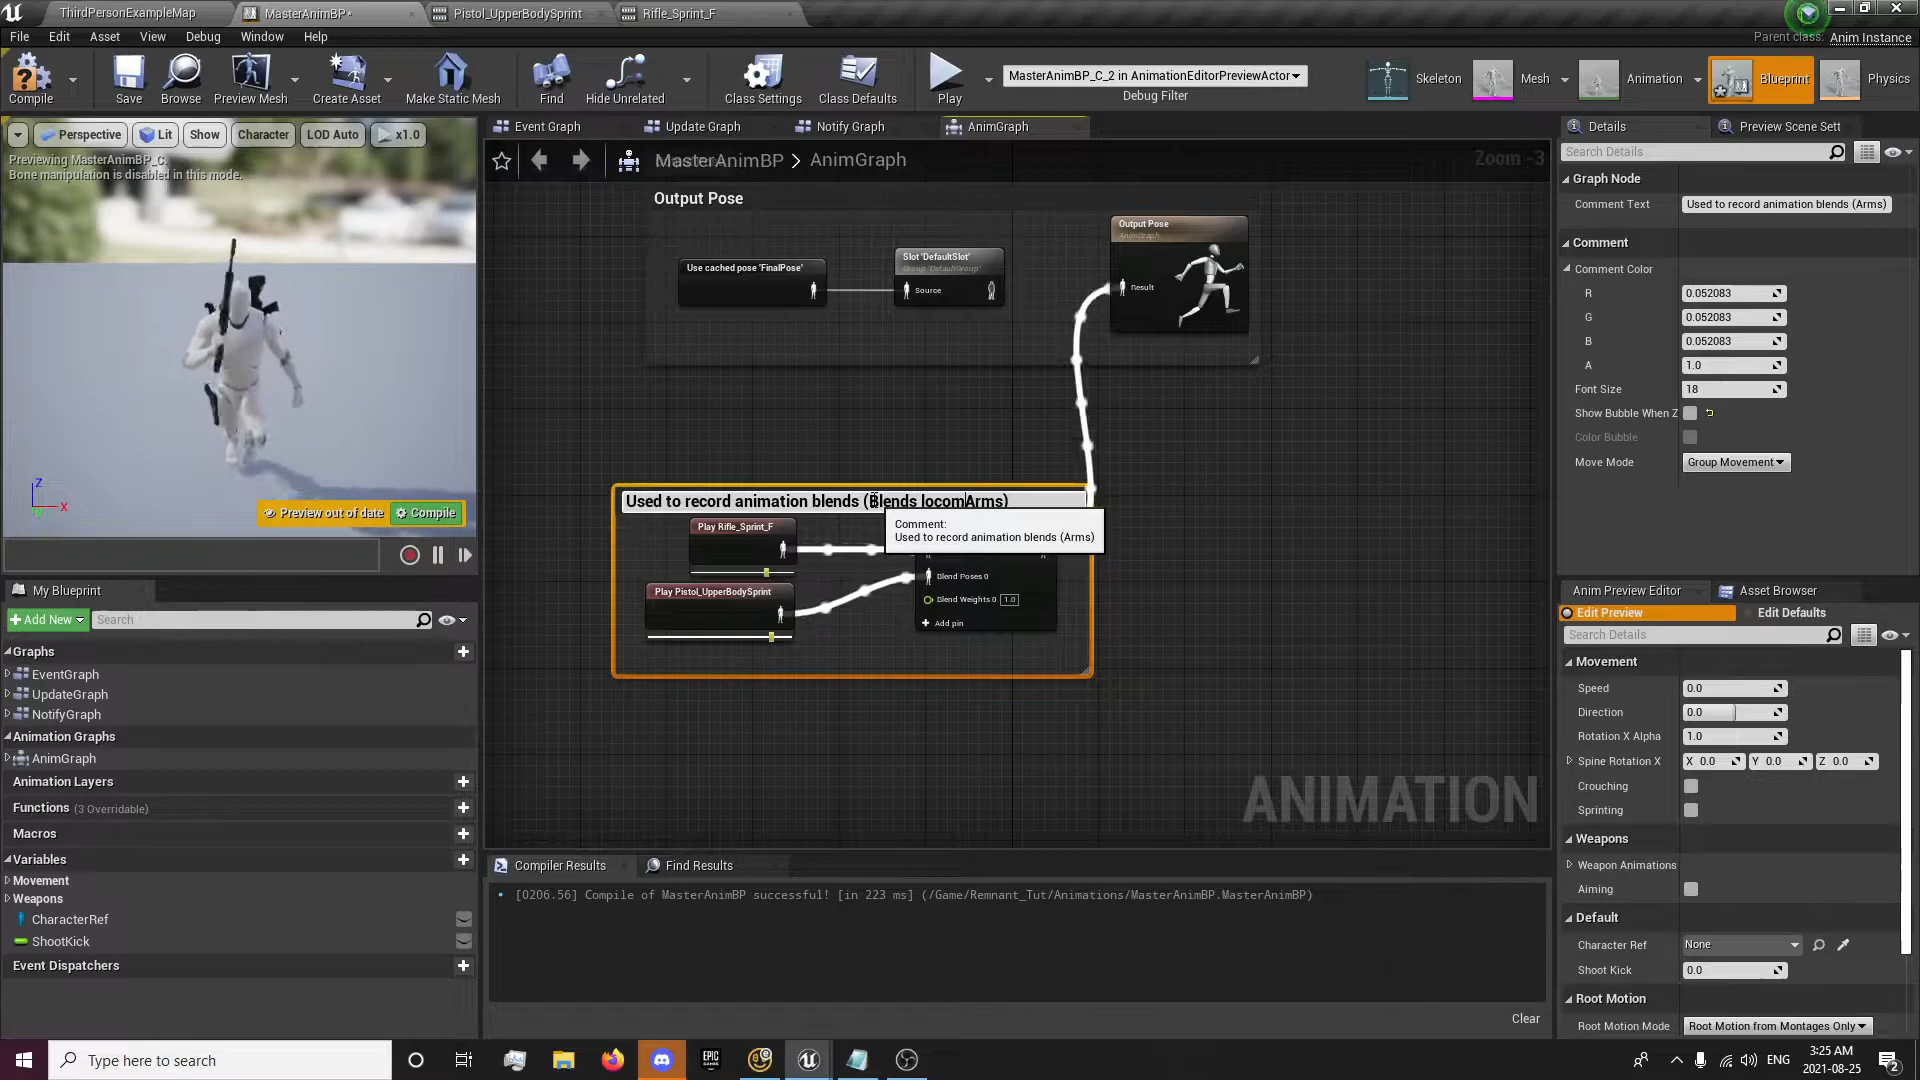 ThirdPersonExampleMap
MasterAnimBP•
Pistol_UpperBodySprint
Rifle_Sprint_F
File Edit Asset View Debug Window Help
Parent class: Anim Instance
Compile
Save
Browse
Preview Mesh
Create Asset
Make Static Mesh
Find
Hide Unrelated
Class Settings
Class Defaults
Play
MasterAnimBP_C_2 in AnimationEditorPreviewActor
Debug Filter
Skeleton
Mesh
Animation
Blueprint
Physics
Perspective
Lit
Show
Character
LOD Auto
x1.0
Previewing MasterAnimBP_C.
Bone manipulation is disabled in this mode.
Z
X
Preview out of date
Compile
Event Graph
Update Graph
Notify Graph
AnimGraph
MasterAnimBP > AnimGraph
Zoom -3
Output Pose
Use cached pose 'FinalPose'
Slot 'DefaultSlot'
Group 'DefaultGroup'
Source
Output Pose
AnimGraph
Result
Used to record animation blends (Blends locomArms)
Comment:
Used to record animation blends (Arms)
Play Rifle_Sprint_F
Play Pistol_UpperBodySprint
Blend Poses 0
Blend Weights 0 1.0
Add pin
ANIMATION
My Blueprint
Add New
Search
Graphs
EventGraph
UpdateGraph
NotifyGraph
Animation Graphs
AnimGraph
Animation Layers
Functions (3 Overridable)
Macros
Variables
Movement
Weapons
CharacterRef
ShootKick
Event Dispatchers
Compiler Results
Find Results
[0206.56] Compile of MasterAnimBP successful! [in 223 ms] (/Game/Remnant_Tut/Animations/MasterAnimBP.MasterAnimBP)
Clear
Details
Preview Scene Sett
Search Details
Graph Node
Comment Text Used to record animation blends (Arms)
Comment
Comment Color
R 0.052083
G 0.052083
B 0.052083
A 1.0
Font Size 18
Show Bubble When Z
Color Bubble
Move Mode Group Movement
Anim Preview Editor
Asset Browser
Edit Preview
Edit Defaults
Search Details
Movement
Speed 0.0
Direction 0.0
Rotation X Alpha 1.0
Spine Rotation X X 0.0 Y 0.0 Z 0.0
Crouching
Sprinting
Weapons
Weapon Animations
Aiming
Default
Character Ref None
Shoot Kick 0.0
Root Motion
Root Motion Mode Root Motion from Montages Only
Type here to search
EPIC
ENG
3:25 AM
2021-08-25
2